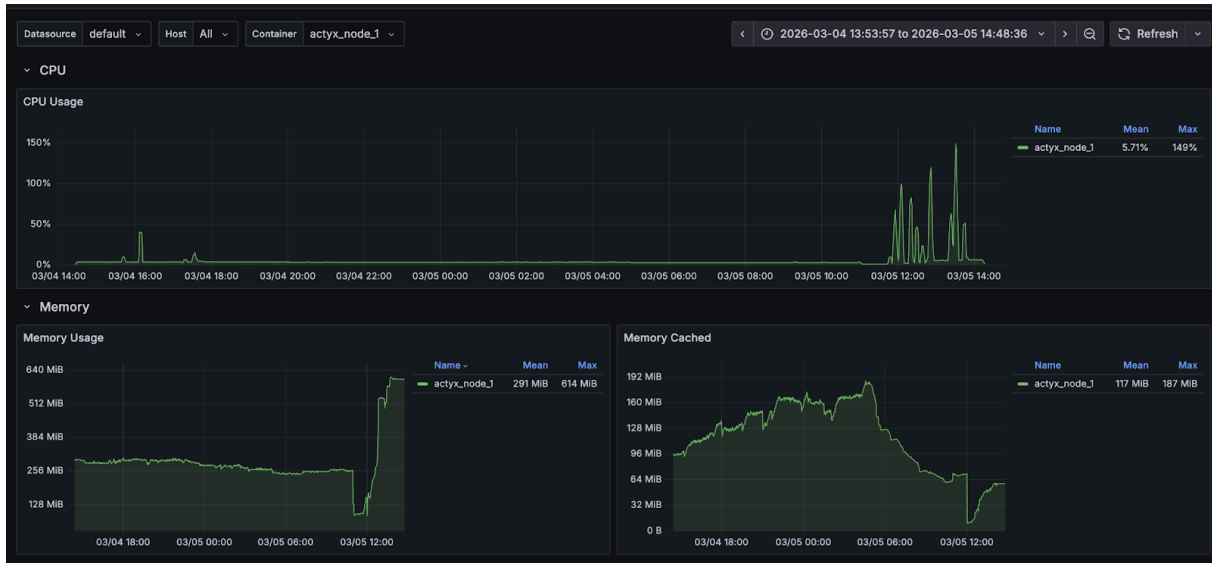 Datasource default Host All Container actyx_node_1 2026-03-04 13:53:57 to 2026-03-05 14:48:36 Refresh
CPU
CPU Usage
150%
100%
50%
0%
03/04 14:00 03/04 16:00 03/04 18:00 03/04 20:00 03/04 22:00 03/05 00:00 03/05 02:00 03/05 04:00 03/05 06:00 03/05 08:00 03/05 10:00 03/05 12:00 03/05 14:00
Name Mean Max
actyx_node_1 5.71% 149%
Memory
Memory Usage
640 MiB
512 MiB
384 MiB
256 MiB
128 MiB
03/04 18:00 03/05 00:00 03/05 06:00 03/05 12:00
Name Mean Max
actyx_node_1 291 MiB 614 MiB
Memory Cached
192 MiB
160 MiB
128 MiB
96 MiB
64 MiB
32 MiB
0 B
03/04 18:00 03/05 00:00 03/05 06:00 03/05 12:00
Name Mean Max
actyx_node_1 117 MiB 187 MiB